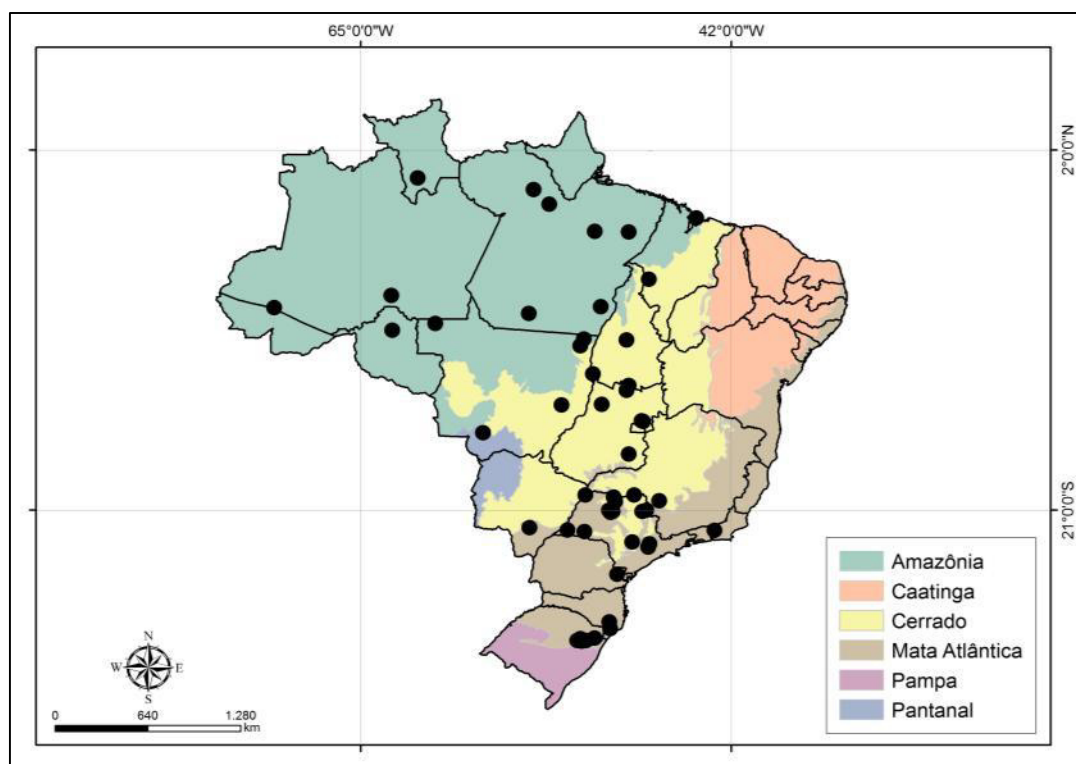 65°0'0"W
42°0'0"W
2°0'0"N
21°0'0"S
Amazônia
Caatinga
Cerrado
Mata Atlântica
Pampa
Pantanal
N
W
E
S
0
640
1.280
km